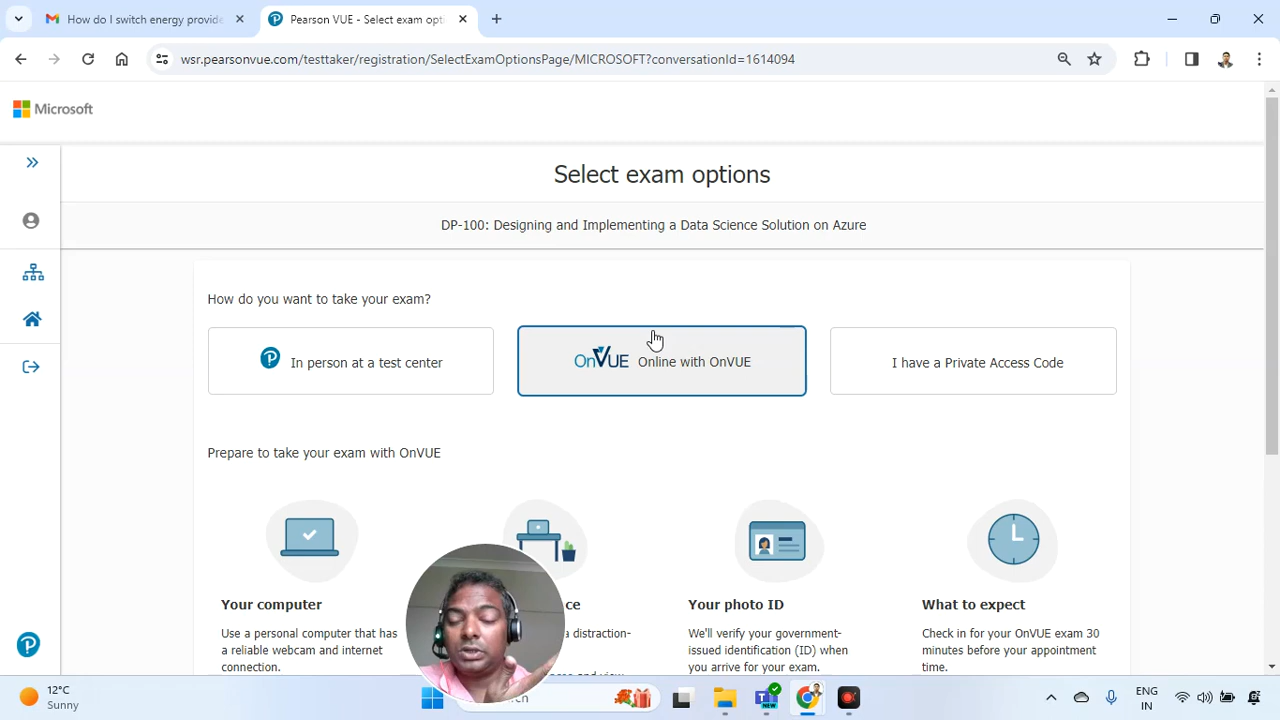 How do I switch energy provide
Pearson VUE - Select exam opti
wsr.pearsonvue.com/testtaker/registration/SelectExamOptionsPage/MICROSOFT?conversationId=1614094
Microsoft
Select exam options
DP-100: Designing and Implementing a Data Science Solution on Azure
How do you want to take your exam?
In person at a test center
OnVUE Online with OnVUE
I have a Private Access Code
Prepare to take your exam with OnVUE
Your computer
Use a personal computer that has
a reliable webcam and internet
connection.
ce
a distraction-
Your photo ID
We'll verify your government-
issued identification (ID) when
you arrive for your exam.
What to expect
Check in for your OnVUE exam 30
minutes before your appointment
time.
12°C
Sunny
NEW
ENG
IN